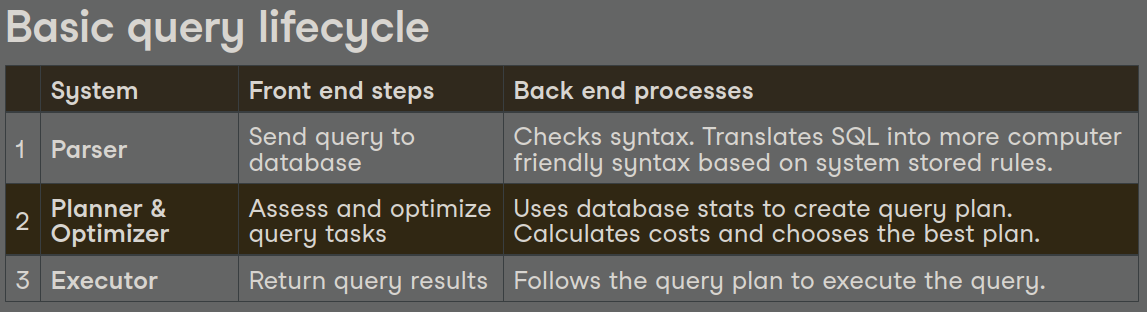 Basic query lifecycle
System Front end steps Back end processes
1 Parser Send query to database Checks syntax. Translates SQL into more computer friendly syntax based on system stored rules.
2 Planner & Optimizer Assess and optimize query tasks Uses database stats to create query plan. Calculates costs and chooses the best plan.
3 Executor Return query results Follows the query plan to execute the query.